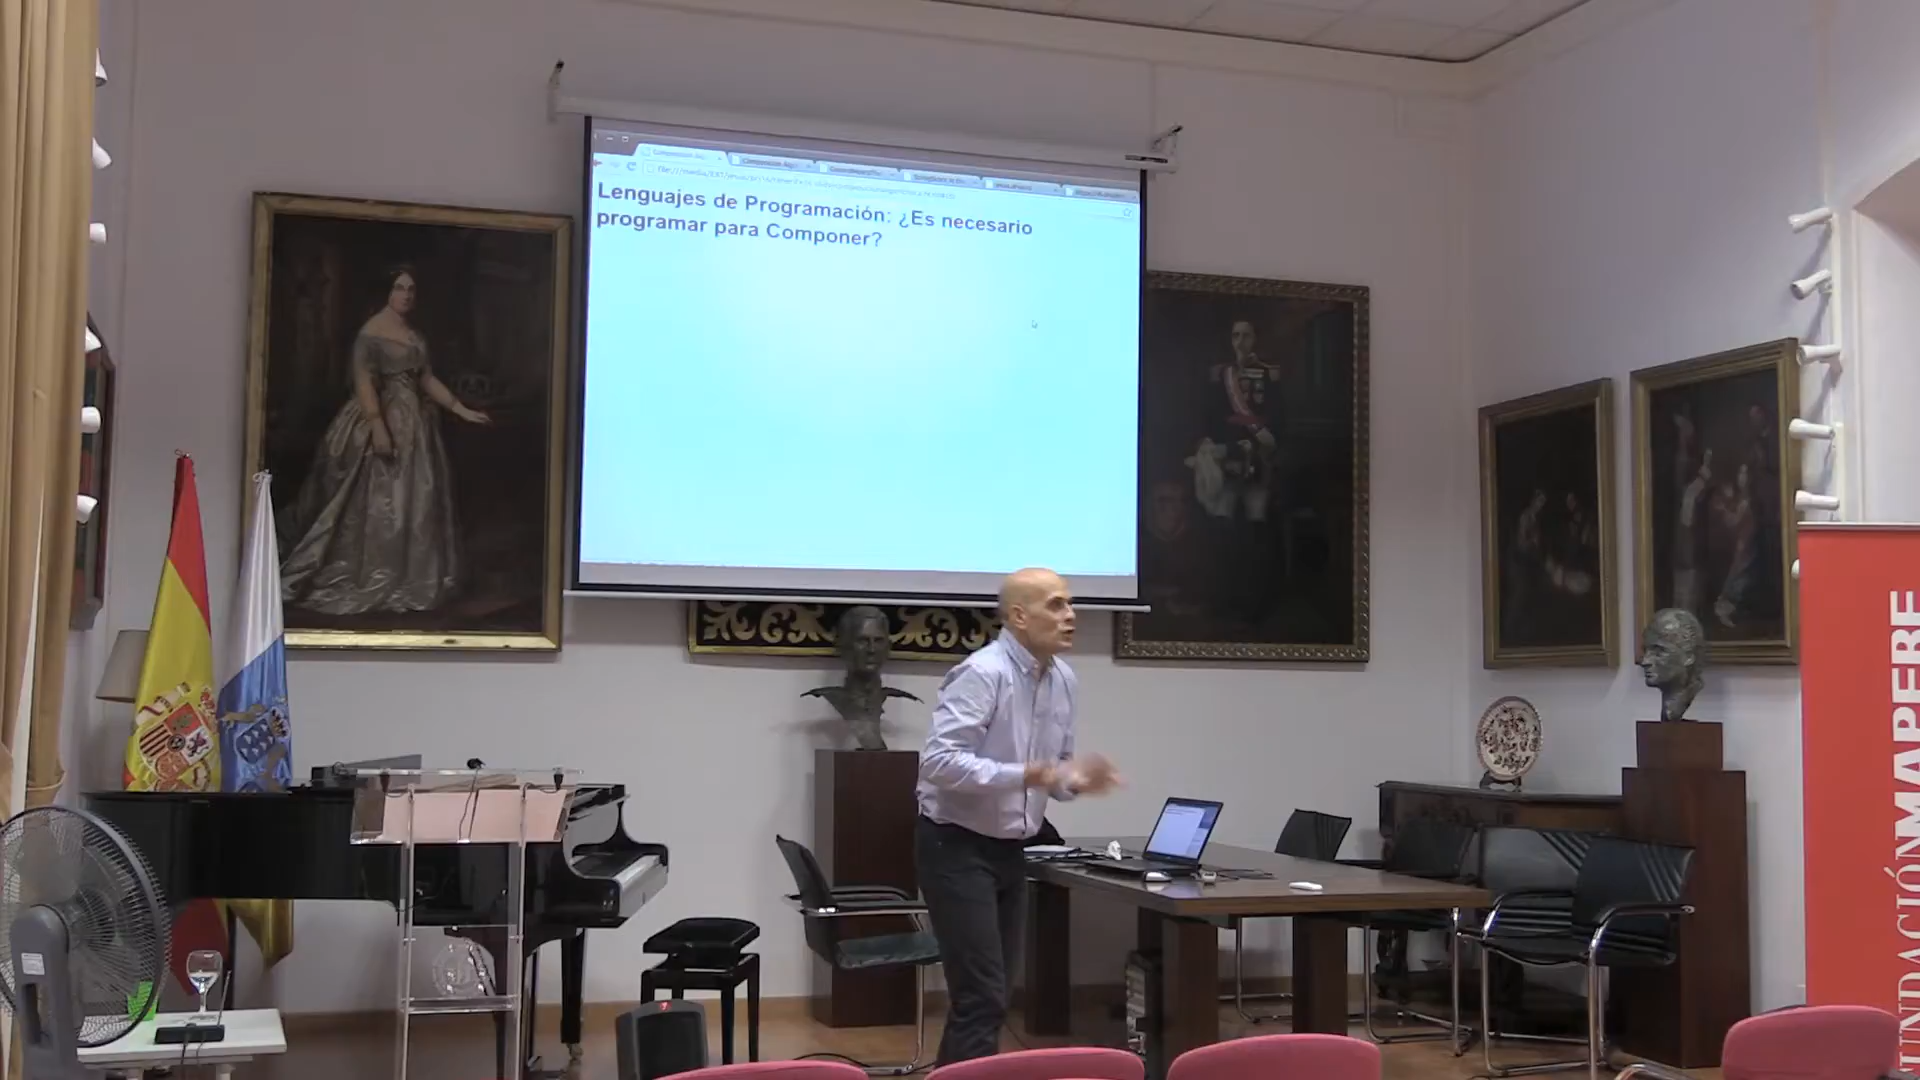 Lenguajes de Programación: ¿Es necesario
programar para Componer?
FUNDACIÓNMAPFRE